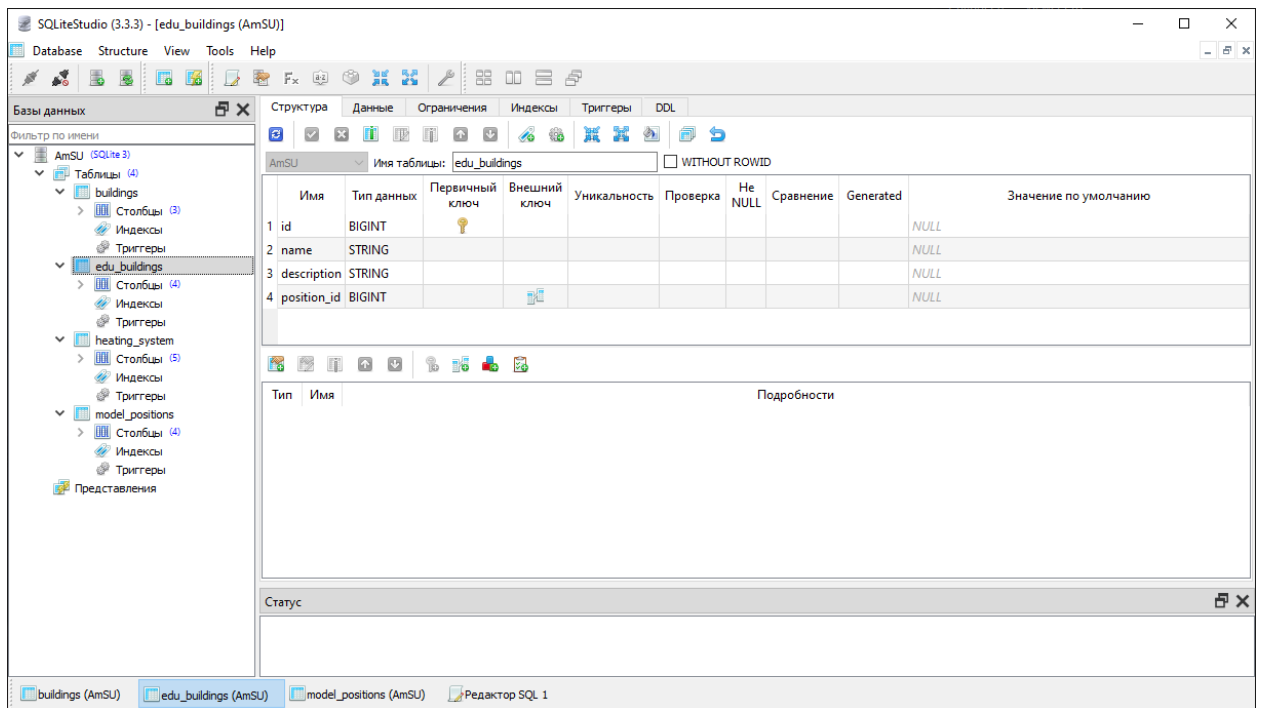 SQLiteStudio (3.3.3) - [edu_buildings (AmSU)]
Database Structure View Tools Help
Базы данных
Фильтр по имени
AmSU (SQLite 3)
Таблицы (4)
buildings
Столбцы (3)
Индексы
Триггеры
edu_buildings
Столбцы (4)
Индексы
Триггеры
heating_system
Столбцы (5)
Индексы
Триггеры
model_positions
Столбцы (4)
Индексы
Триггеры
Представления
Структура Данные Ограничения Индексы Триггеры DDL
AmSU Имя таблицы: edu_buildings WITHOUT ROWID
Имя Тип данных Первичный ключ Внешний ключ Уникальность Проверка Не NULL Сравнение Generated Значение по умолчанию
1 id BIGINT NULL
2 name STRING NULL
3 description STRING NULL
4 position_id BIGINT NULL
Тип Имя Подробности
Статус
buildings (AmSU) edu_buildings (AmSU) model_positions (AmSU) Редактор SQL 1